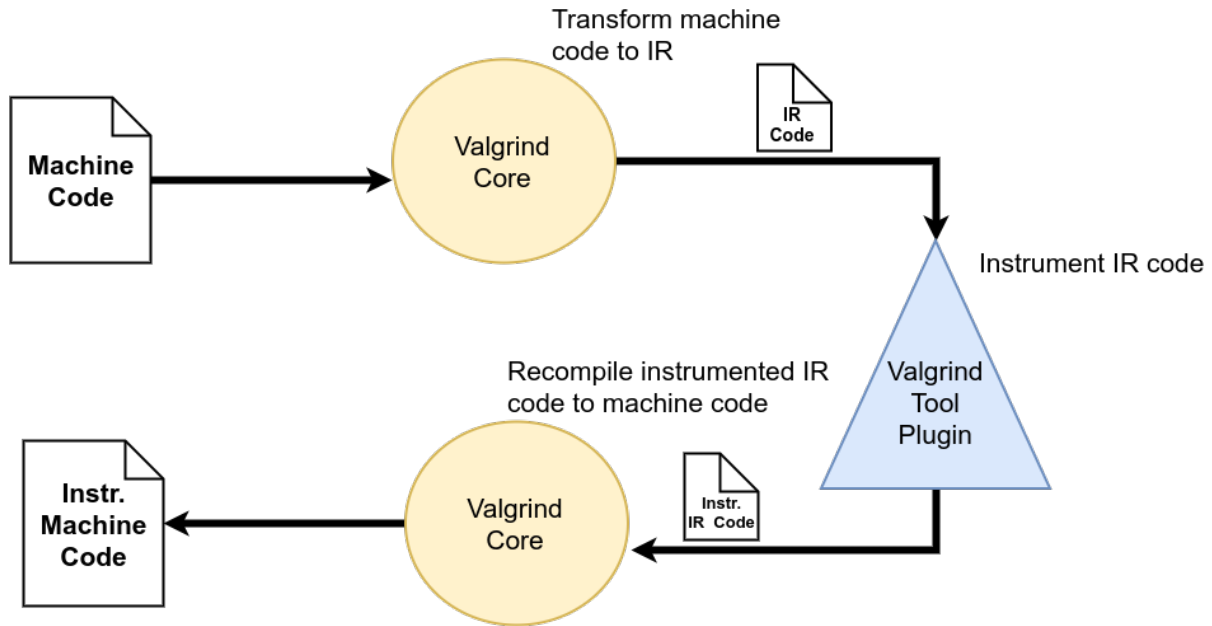 Transform machine
code to IR
Machine
Code
Valgrind
Core
IR
Code
Instrument IR code
Valgrind
Tool
Plugin
Recompile instrumented IR
code to machine code
Instr.
IR Code
Valgrind
Core
Instr.
Machine
Code